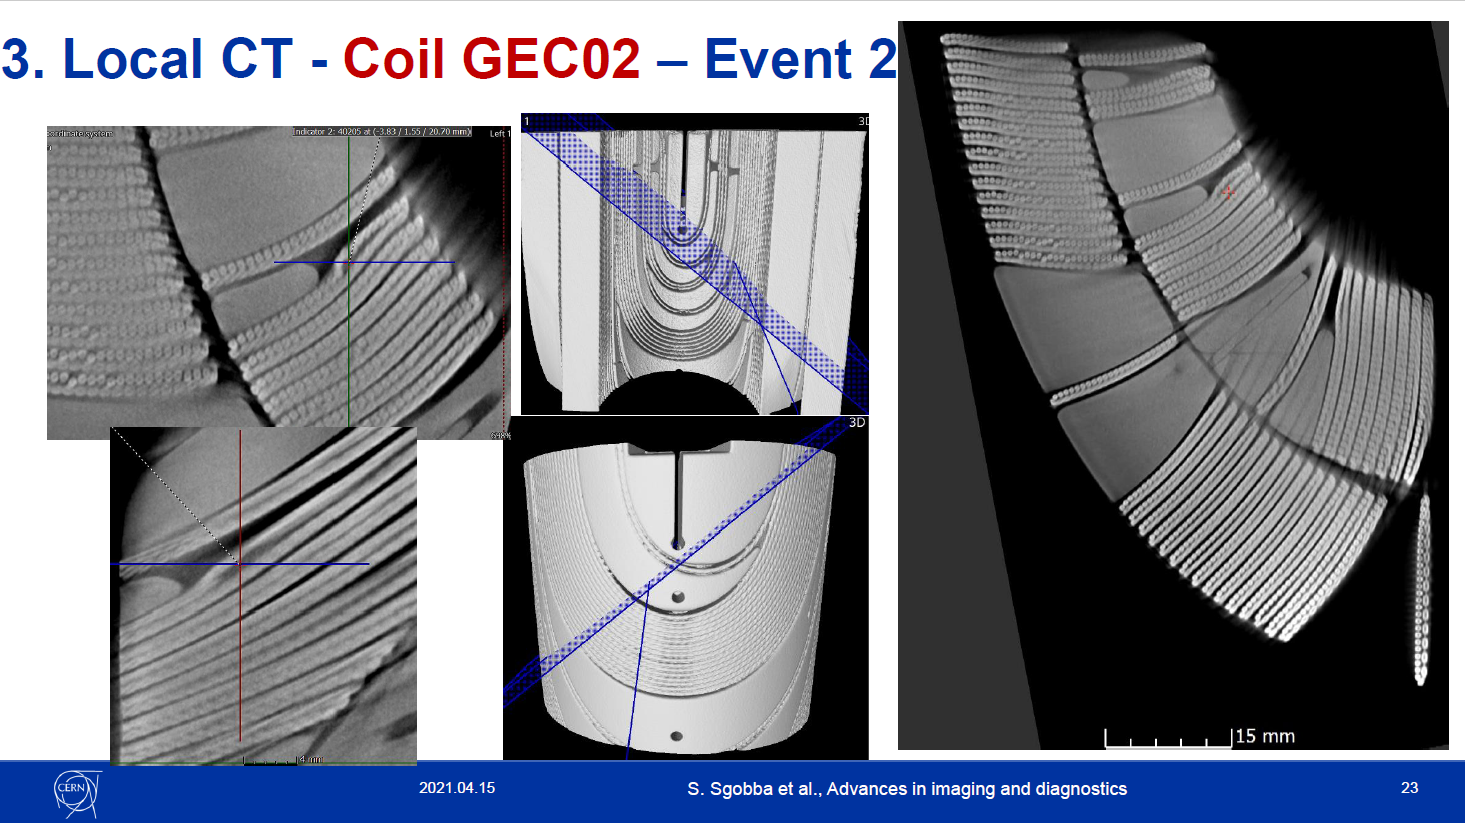 3. Local CT - Coil GEC02 – Event 2
Indicator 2: 40205 at (-3.83 / 1.55 / 20.70 mm)
Left 1
1
3D
3D
15 mm
4 mm
CERN
2021.04.15
S. Sgobba et al., Advances in imaging and diagnostics
23